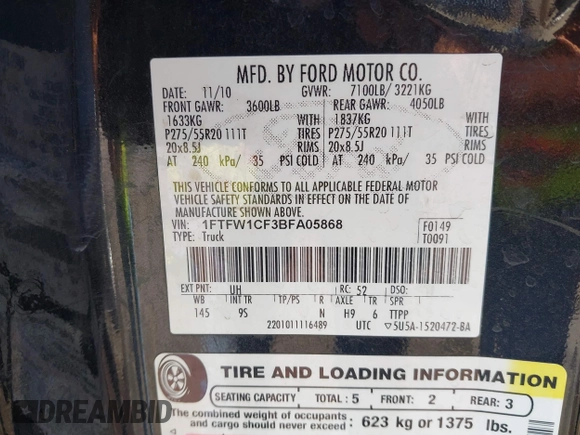 MFD. BY FORD MOTOR CO.
DATE: 11/10 GVWR: 7100LB/ 3221KG
FRONT GAWR: 3600LB REAR GAWR: 4050LB
1633KG WITH 1837KG WITH
P275/55R20 111T TIRES P275/55R20 111T TIRES
20x8.5J RIMS 20x8.5J RIMS
AT 240 kPa/ 35 PSI COLD AT 240 kPa/ 35 PSI COLD
THIS VEHICLE CONFORMS TO ALL APPLICABLE FEDERAL MOTOR
VEHICLE SAFETY STANDARDS IN EFFECT ON THE DATE OF
MANUFACTURE SHOWN ABOVE.
VIN: 1FTFW1CF3BFA05868 F0149
TYPE: Truck T0091
EXT PNT: UH RC: 52 DSO:
WB INT TR TP/PS R AXLE TR SPR
145 9S N H9 6 TTPP
2201011116489 UTC ▽5U5A-1520472-BA
TIRE AND LOADING INFORMATION
SEATING CAPACITY TOTAL: 5 FRONT: 2 REAR: 3
The combined weight of occupants
and cargo should never exceed 623 kg or 1375 lbs.
DREAMBID